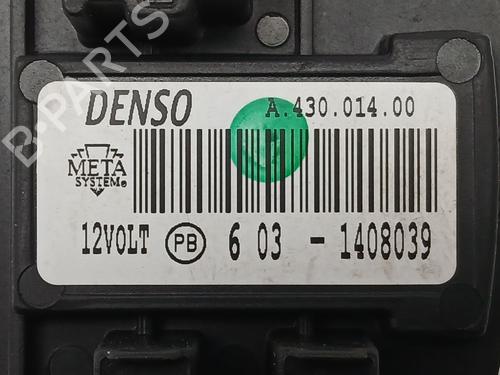 DENSO
A.430.014.00
META
SYSTEM®
12VOLT PB 6 03 - 1408039
B-PARTS